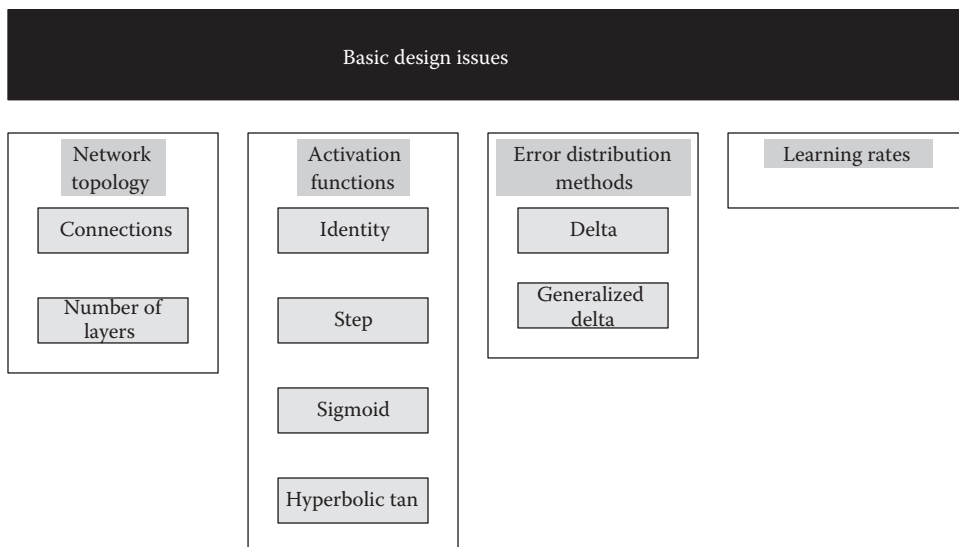 Basic design issues
Network
topology
Connections
Number of
layers
Activation
functions
Identity
Step
Sigmoid
Hyperbolic tan
Error distribution
methods
Delta
Generalized
delta
Learning rates